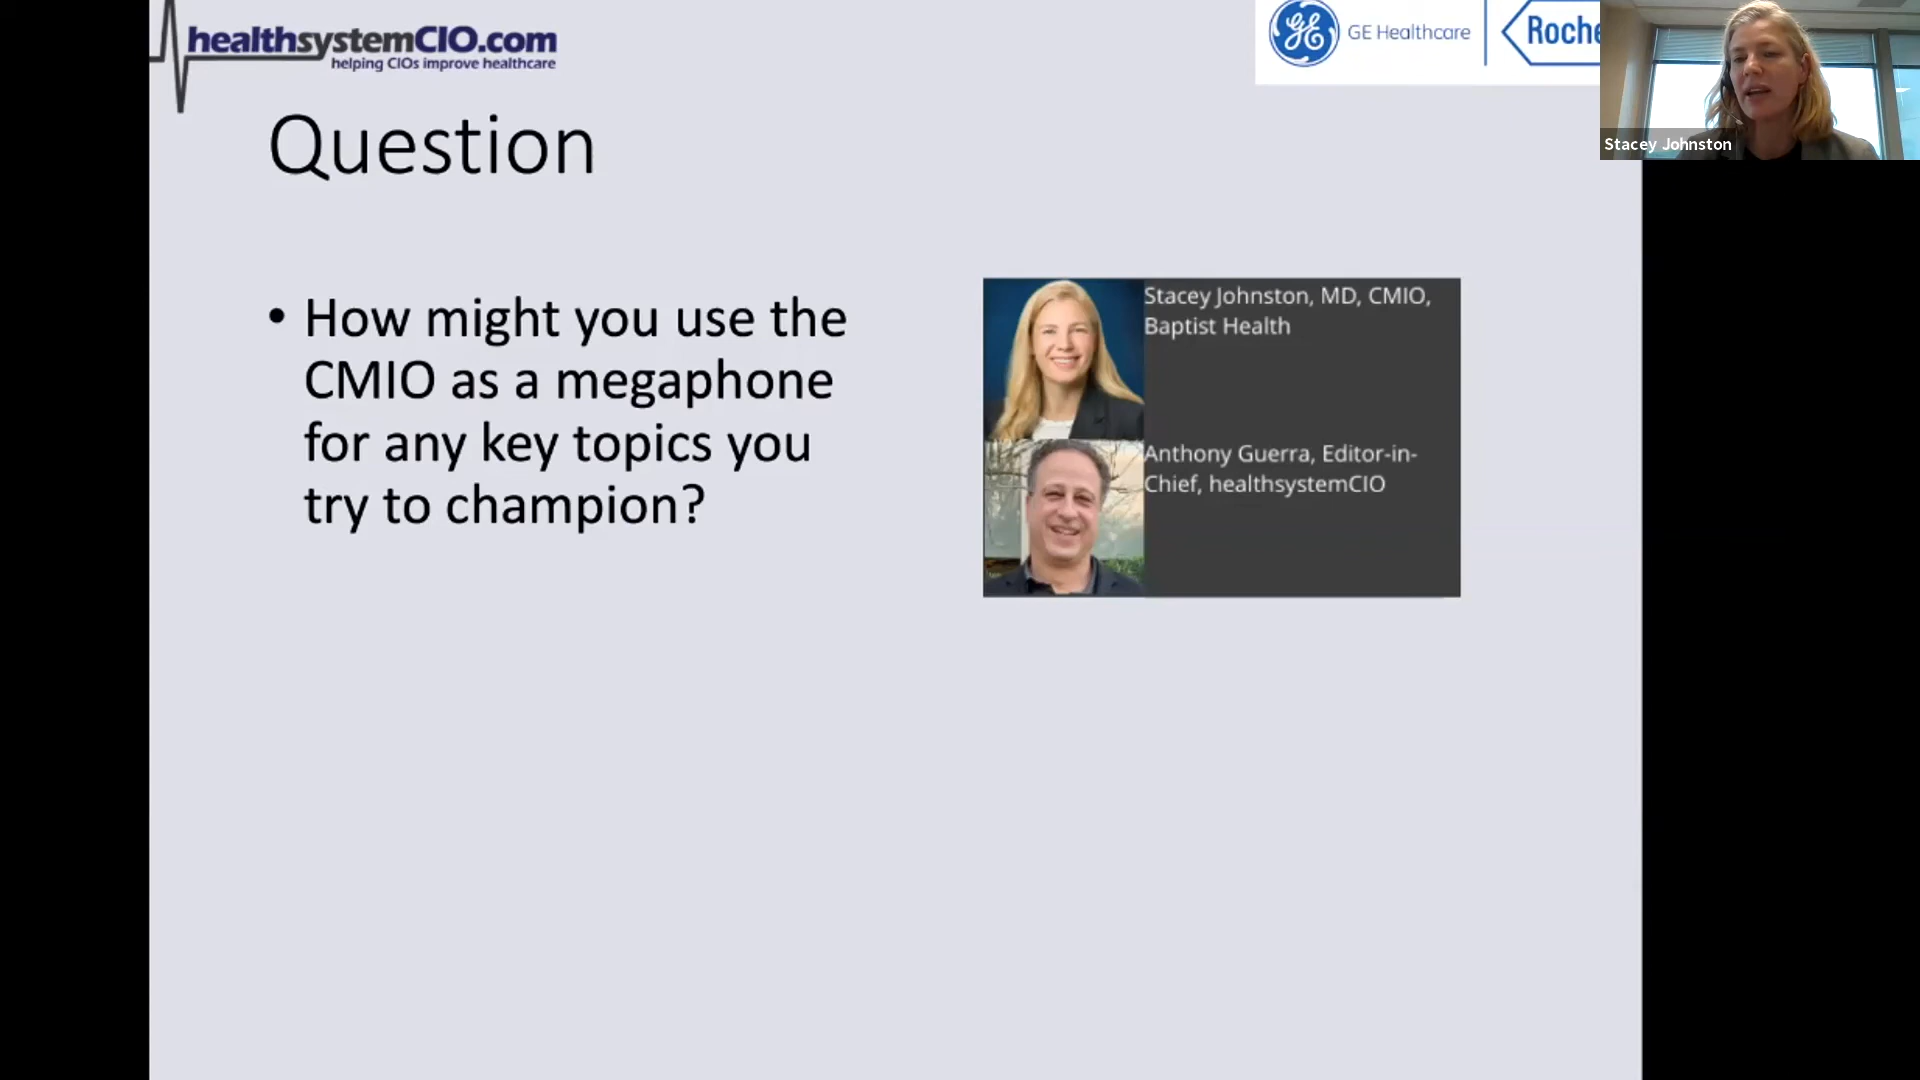 healthsystemCIO.com
helping CIOs improve healthcare
GE Healthcare
Roche
Stacey Johnston
Question
• How might you use the
CMIO as a megaphone
for any key topics you
try to champion?
Stacey Johnston, MD, CMIO,
Baptist Health
Anthony Guerra, Editor-in-
Chief, healthsystemCIO